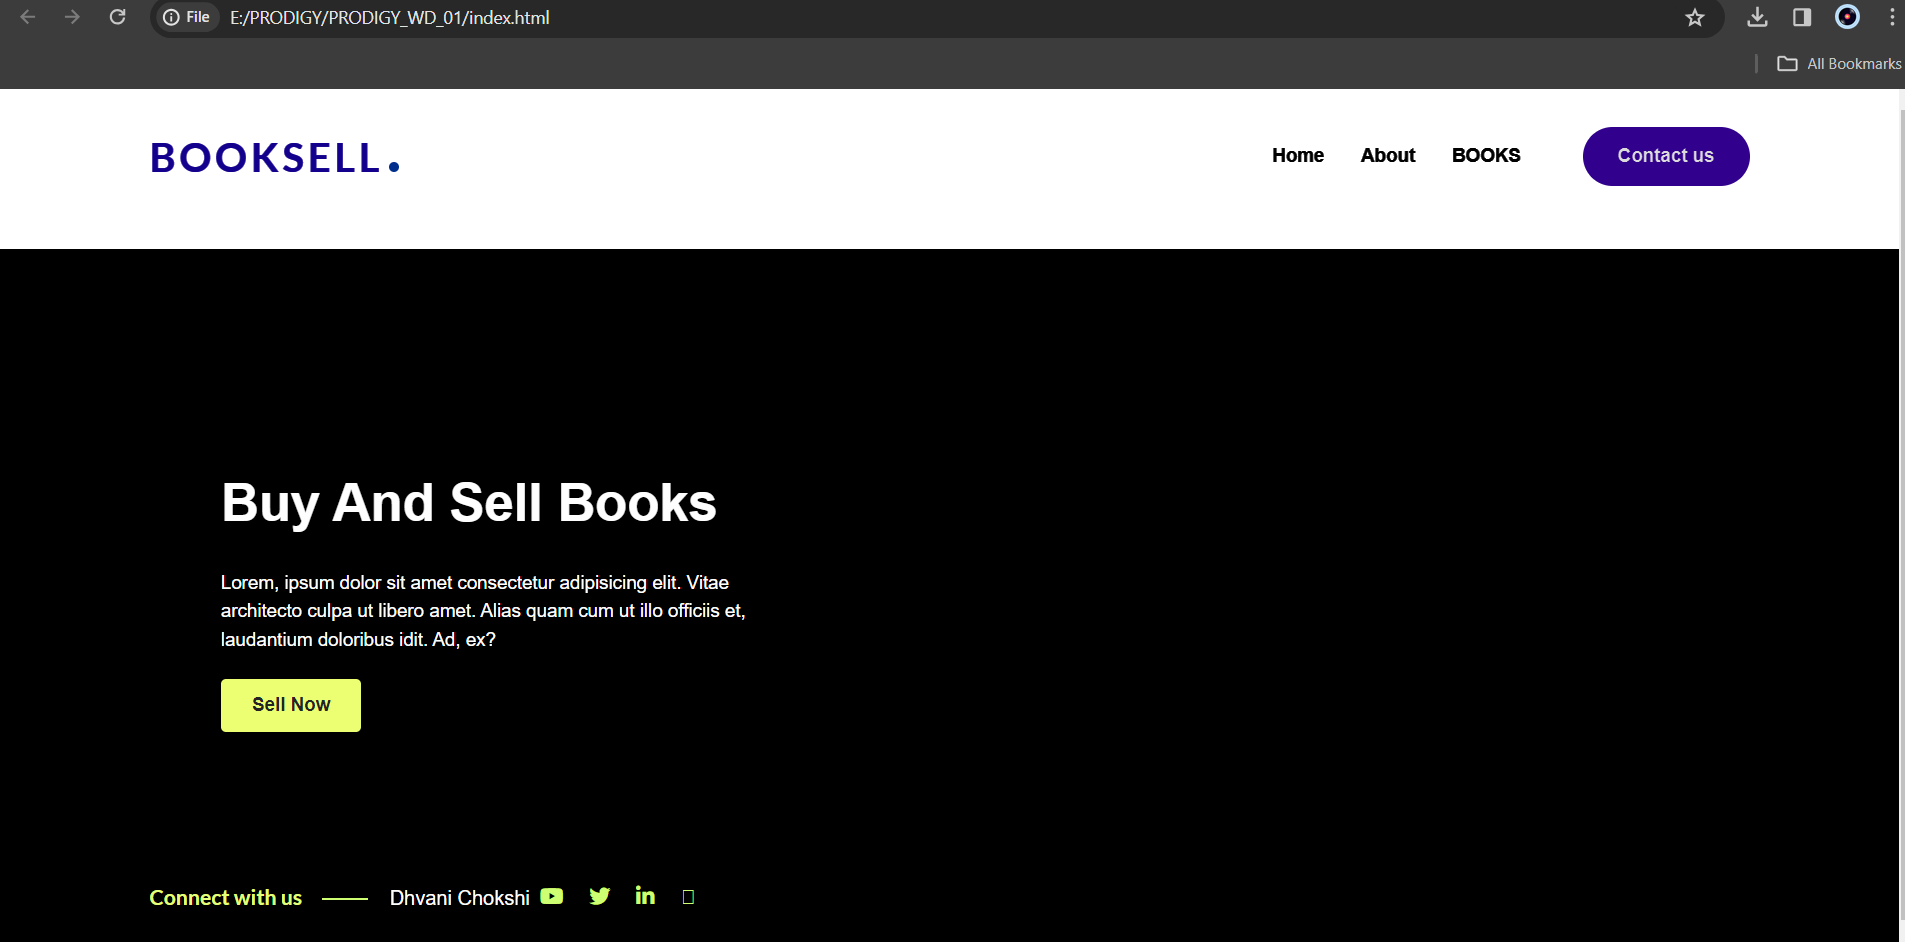 File E:/PRODIGY/PRODIGY_WD_01/index.html
All Bookmarks
BOOKSELL.
Home About BOOKS Contact us
Buy And Sell Books
Lorem, ipsum dolor sit amet consectetur adipisicing elit. Vitae
architecto culpa ut libero amet. Alias quam cum ut illo officiis et,
laudantium doloribus idit. Ad, ex?
Sell Now
Connect with us Dhvani Chokshi